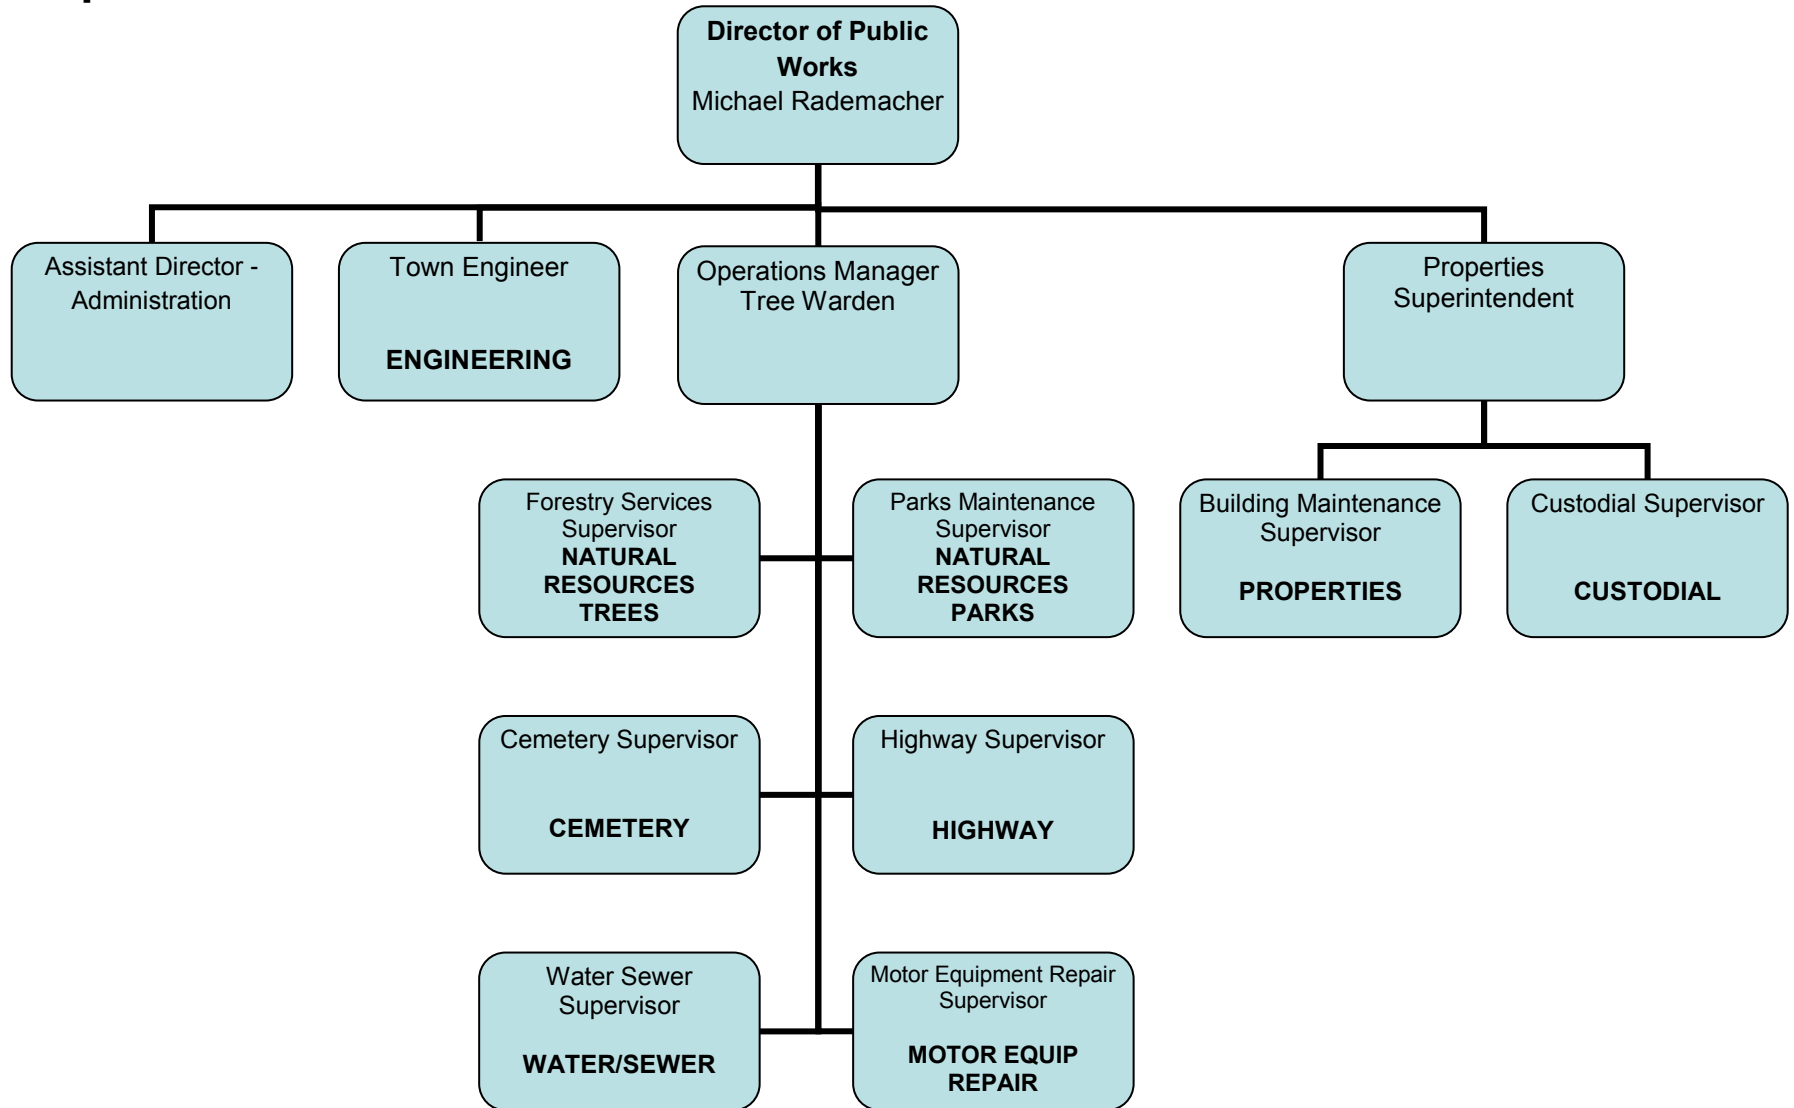 Director of Public
Works
Michael Rademacher
Assistant Director -
Administration
Town Engineer
ENGINEERING
Operations Manager
Tree Warden
Properties
Superintendent
Forestry Services
Supervisor
NATURAL
RESOURCES
TREES
Parks Maintenance
Supervisor
NATURAL
RESOURCES
PARKS
Building Maintenance
Supervisor
PROPERTIES
Custodial Supervisor
CUSTODIAL
Cemetery Supervisor
CEMETERY
Highway Supervisor
HIGHWAY
Water Sewer
Supervisor
WATER/SEWER
Motor Equipment Repair
Supervisor
MOTOR EQUIP
REPAIR